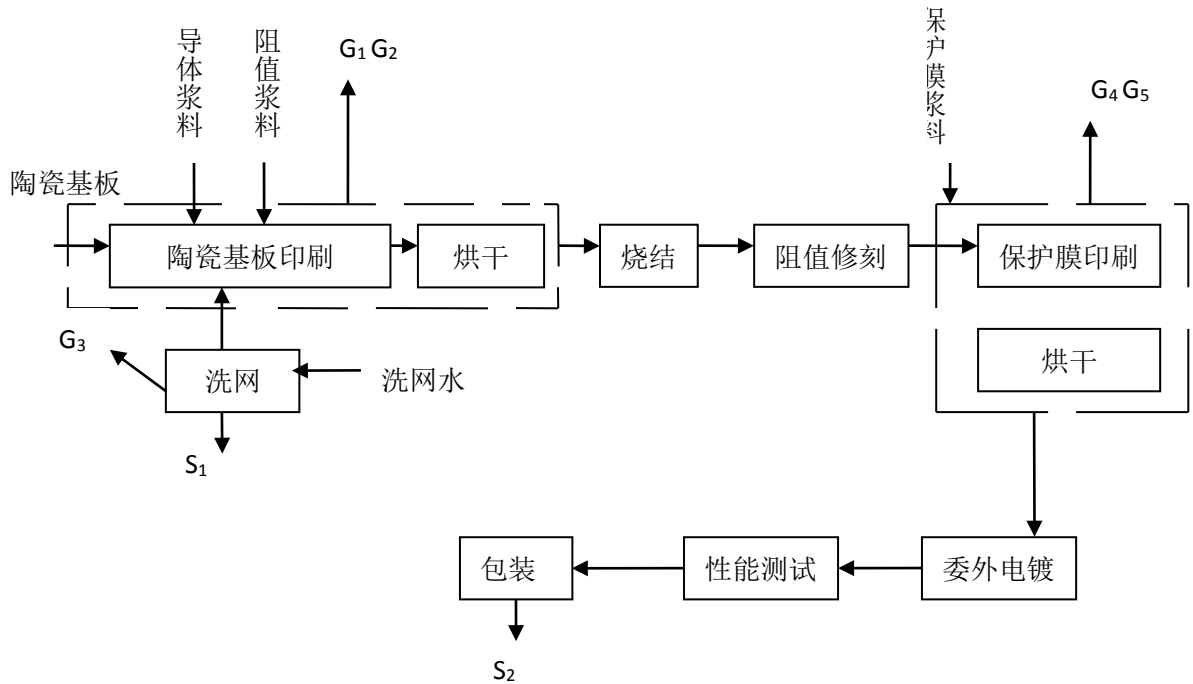 导体浆料
阻值浆料
G₁ G₂
保护膜浆料
G₄ G₅
陶瓷基板
陶瓷基板印刷
烘干
烧结
阻值修刻
保护膜印刷
G₃
洗网
洗网水
烘干
S₁
包装
性能测试
委外电镀
S₂